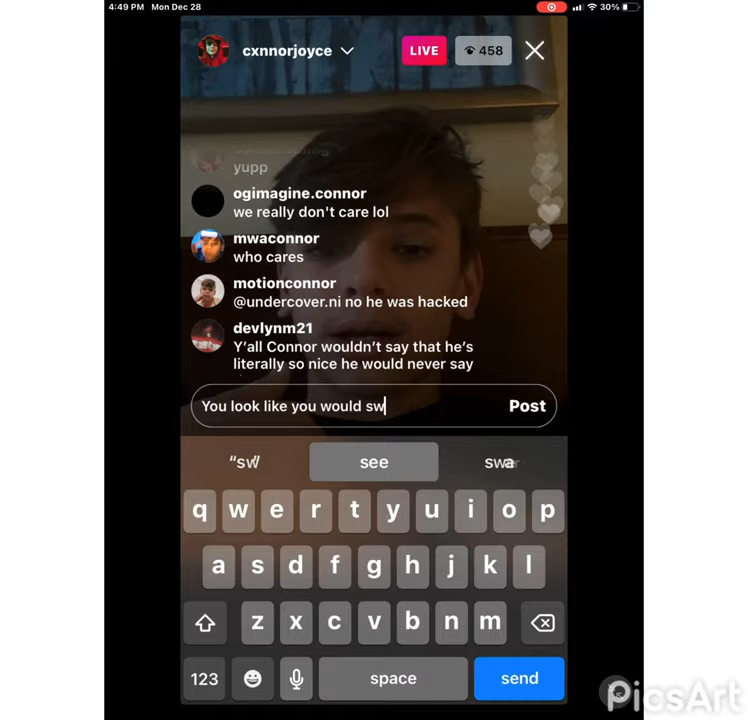 4:49 PM Mon Dec 28
30%
cxnnorjoyce
LIVE
458
yupp
ogimagine.connor
we really don't care lol
mwaconnor
who cares
motionconnor
@undercover.ni no he was hacked
devlynm21
Y'all Connor wouldn't say that he's
literally so nice he would never say
You look like you would sw
Post
"sw" see
q w e r t y u i o p
a s d f g h j k l
z x c v b n m
123 space send
PicsArt